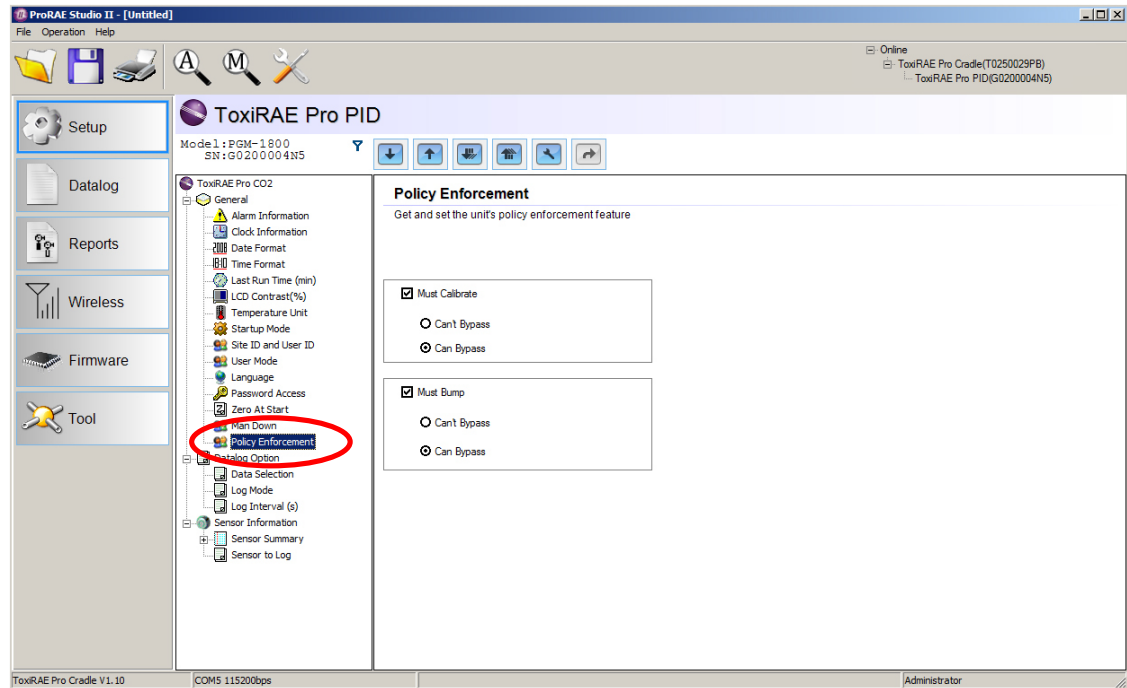 ProRAE Studio II - [Untitled]
File Operation Help
A M
Online
ToxiRAE Pro Cradle(T0250029PB)
ToxiRAE Pro PID(G0200004N5)
Setup
Datalog
Reports
Wireless
Firmware
Tool
ToxiRAE Pro PID
Model:PGM-1800
SN:G0200004N5
ToxiRAE Pro CO2
General
Alarm Information
Clock Information
Date Format
Time Format
Last Run Time (min)
LCD Contrast(%)
Temperature Unit
Startup Mode
Site ID and User ID
User Mode
Language
Password Access
Zero At Start
Man Down
Policy Enforcement
Datalog Option
Data Selection
Log Mode
Log Interval (s)
Sensor Information
Sensor Summary
Sensor to Log
Policy Enforcement
Get and set the unit's policy enforcement feature
Must Calibrate
Can't Bypass
Can Bypass
Must Bump
Can't Bypass
Can Bypass
ToxiRAE Pro Cradle V1.10
COM5 115200bps
Administrator